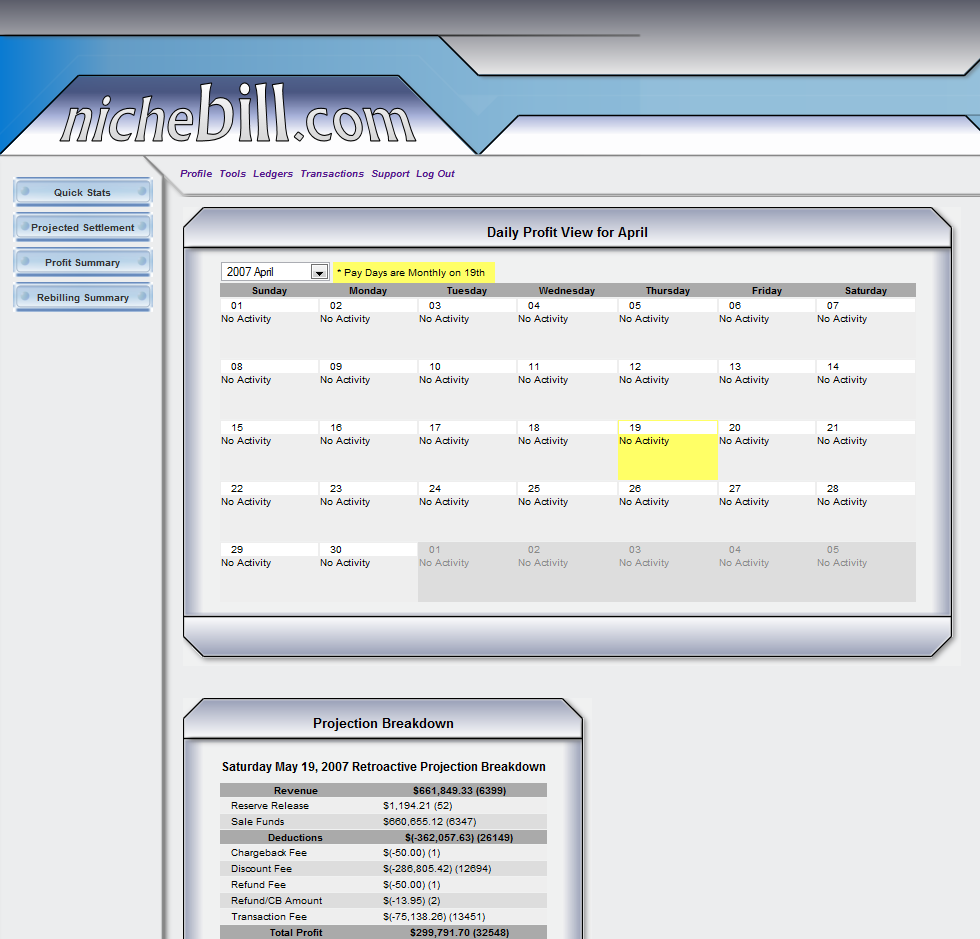 nichebill.com
Profile Tools Ledgers Transactions Support Log Out
Quick Stats
Projected Settlement
Profit Summary
Rebilling Summary
Daily Profit View for April
2007 April * Pay Days are Monthly on 19th
Sunday Monday Tuesday Wednesday Thursday Friday Saturday
01 02 03 04 05 06 07
No Activity No Activity No Activity No Activity No Activity No Activity No Activity
08 09 10 11 12 13 14
No Activity No Activity No Activity No Activity No Activity No Activity No Activity
15 16 17 18 19 20 21
No Activity No Activity No Activity No Activity No Activity No Activity No Activity
22 23 24 25 26 27 28
No Activity No Activity No Activity No Activity No Activity No Activity No Activity
29 30 01 02 03 04 05
No Activity No Activity No Activity No Activity No Activity No Activity No Activity
Projection Breakdown
Saturday May 19, 2007 Retroactive Projection Breakdown
Revenue $661,849.33 (6399)
Reserve Release $1,194.21 (52)
Sale Funds $660,655.12 (6347)
Deductions $(-362,057.63) (26149)
Chargeback Fee $(-50.00) (1)
Discount Fee $(-286,805.42) (12694)
Refund Fee $(-50.00) (1)
Refund/CB Amount $(-13.95) (2)
Transaction Fee $(-75,138.26) (13451)
Total Profit $299,791.70 (32548)